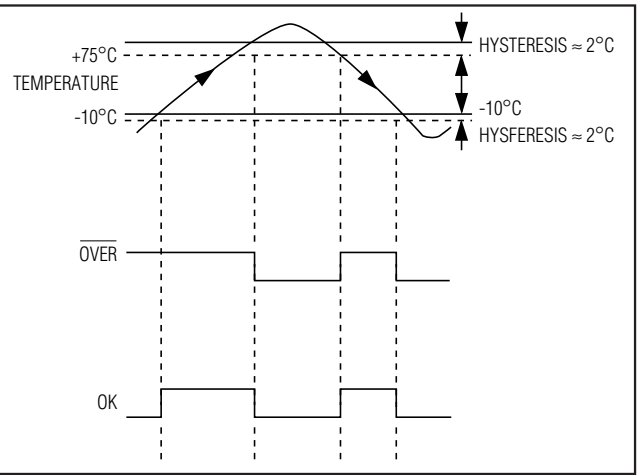 HYSTERESIS ≈ 2°C
+75°C
TEMPERATURE
-10°C
-10°C
HYSFERESIS ≈ 2°C
OVER
OK